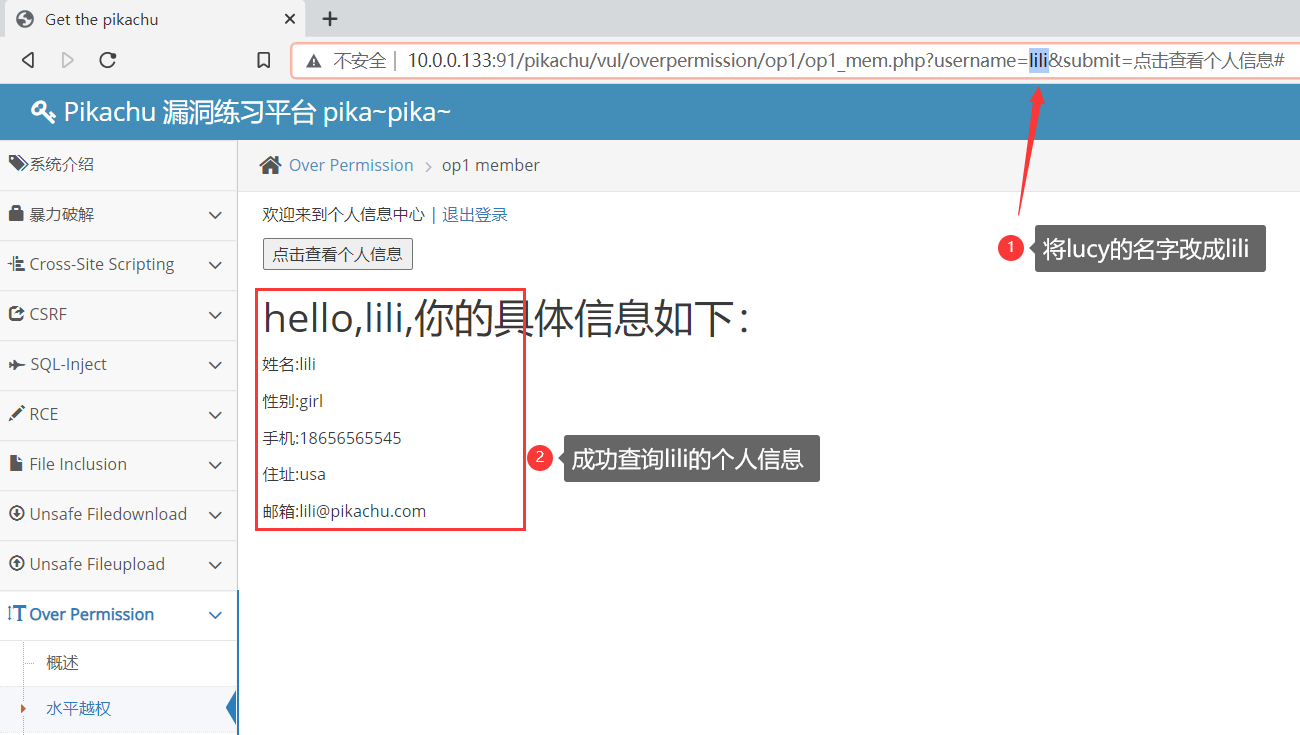 Get the pikachu
不安全 | 10.0.0.133:91/pikachu/vul/overpermission/op1/op1_mem.php?username=lili&submit=点击查看个人信息#
Pikachu 漏洞练习平台 pika~pika~
系统介绍
Over Permission > op1 member
暴力破解
欢迎来到个人信息中心 | 退出登录
1 将lucy的名字改成lili
点击查看个人信息
Cross-Site Scripting
CSRF
hello,lili,你的具体信息如下:
SQL-Inject
姓名:lili
性别:girl
RCE
手机:18656565545
File Inclusion
2 成功查询lili的个人信息
住址:usa
Unsafe Filedownload
邮箱:lili@pikachu.com
Unsafe Fileupload
Over Permission
概述
水平越权